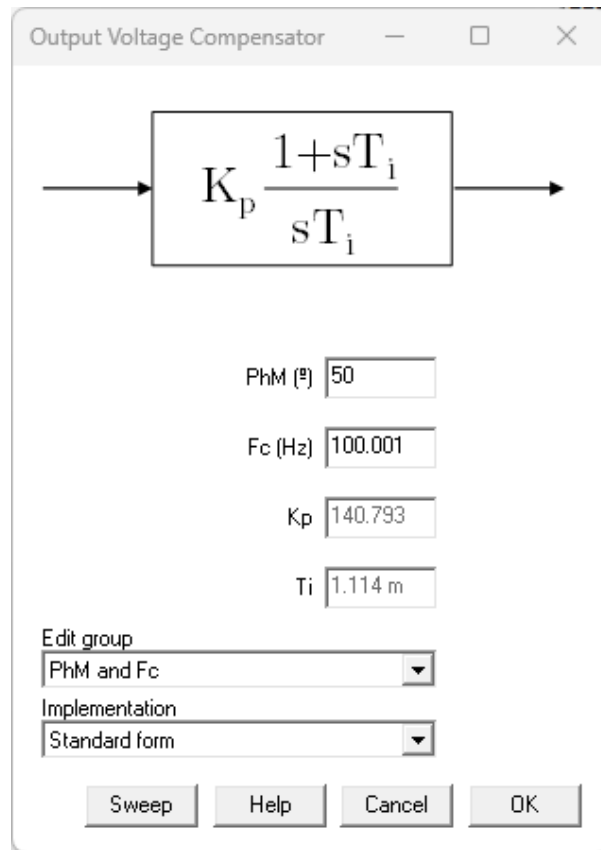 Output Voltage Compensator
K_p 1+sT_i
sT_i
PhM (º) 50
Fc (Hz) 100.001
Kp 140.793
Ti 1.114 m
Edit group
PhM and Fc
Implementation
Standard form
Sweep Help Cancel OK